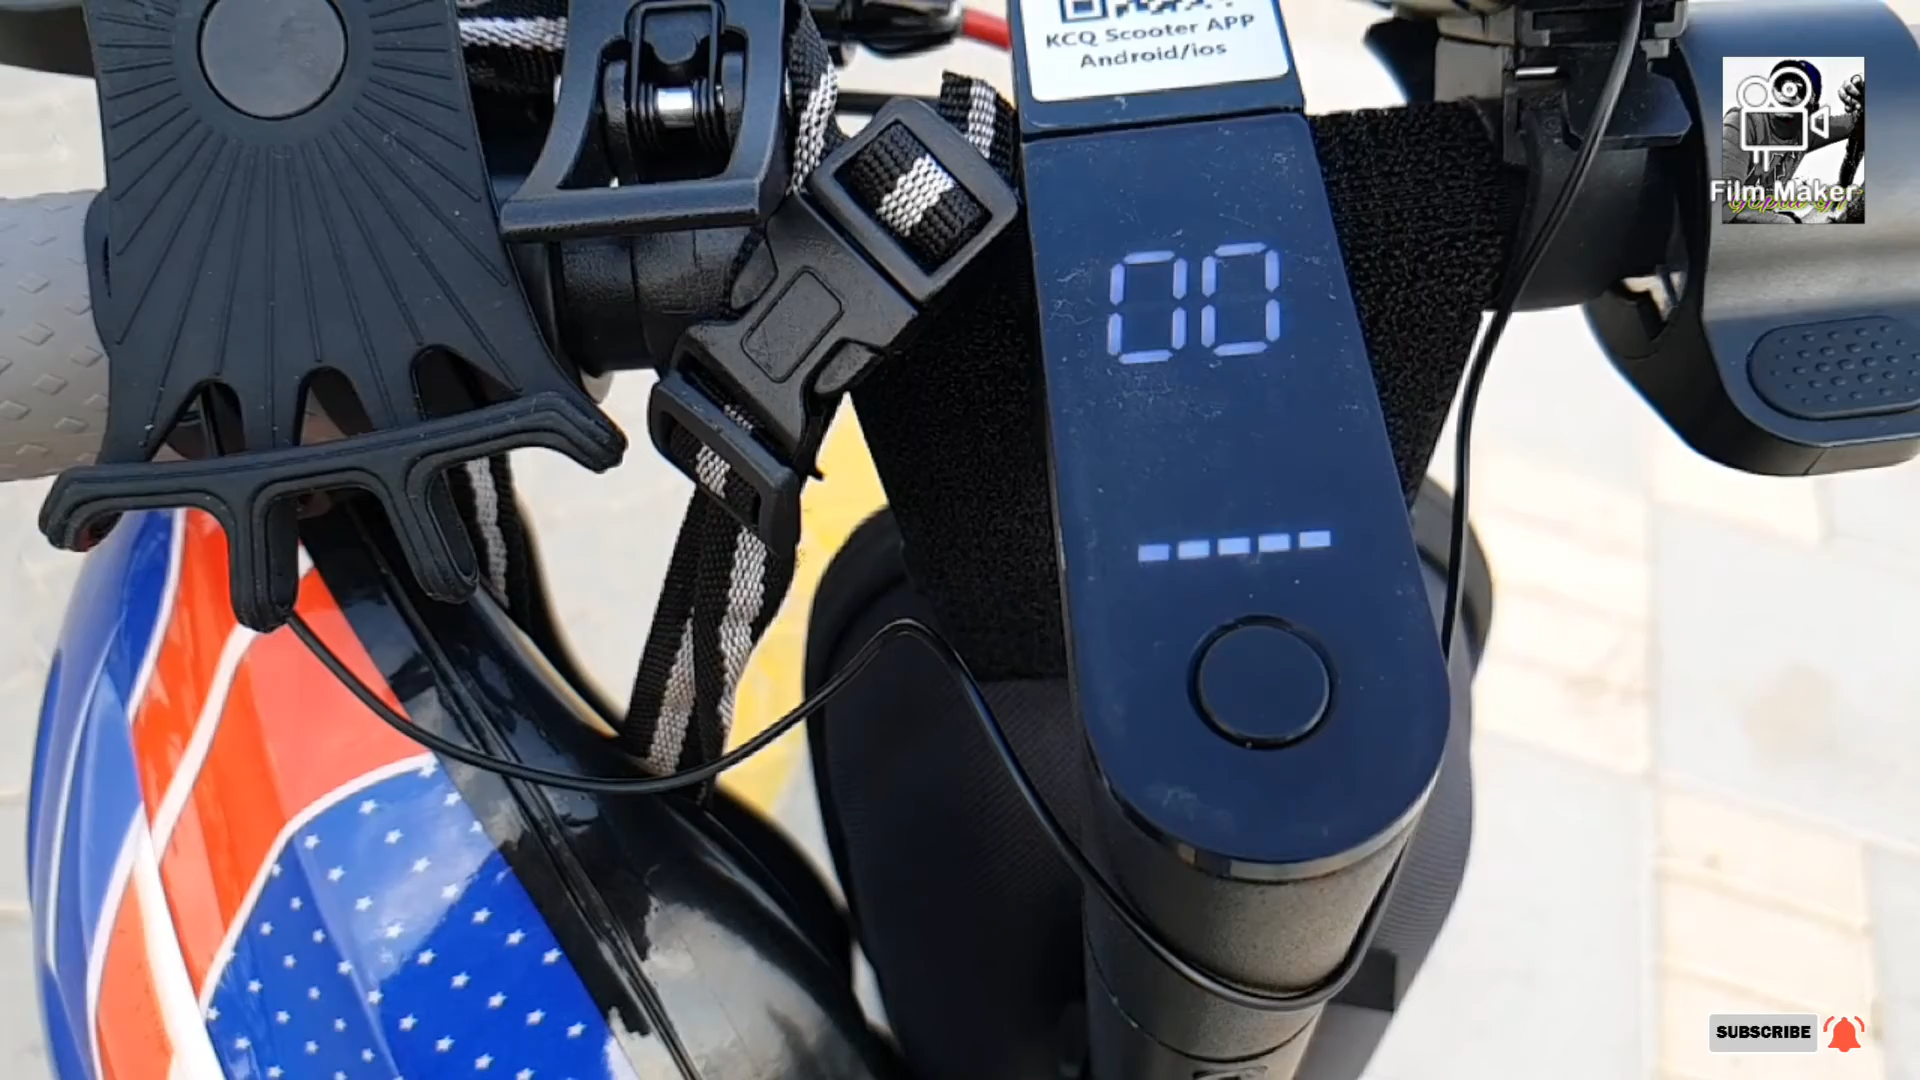 KCQ Scooter APP
Android/ios
Film Maker
00
SUBSCRIBE